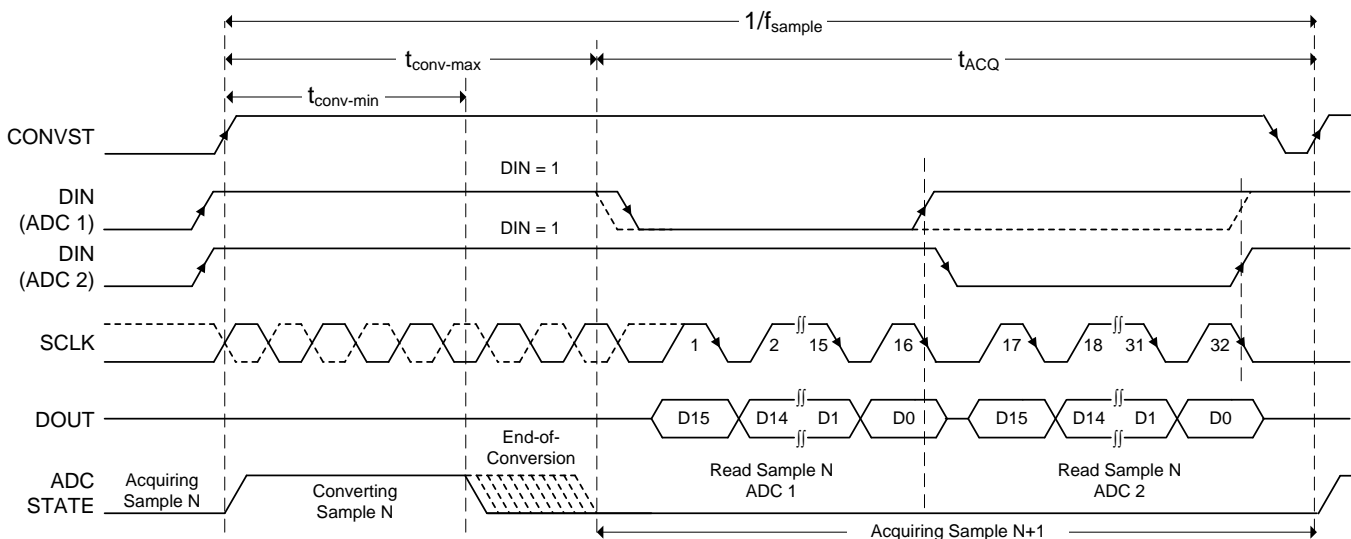 1/fsample
tconv-max
tACQ
tconv-min
CONVST
DIN = 1
DIN
(ADC 1)
DIN = 1
DIN
(ADC 2)
SCLK
1 2 ∫∫ 15 16 17 18 ∫∫ 31 32
DOUT
D15 D14 ∫∫ D1 D0 D15 D14 ∫∫ D1 D0
∫∫ ∫∫
End-of-
Conversion
ADC
STATE
Acquiring
Sample N
Converting
Sample N
Read Sample N
ADC 1
Read Sample N
ADC 2
Acquiring Sample N+1